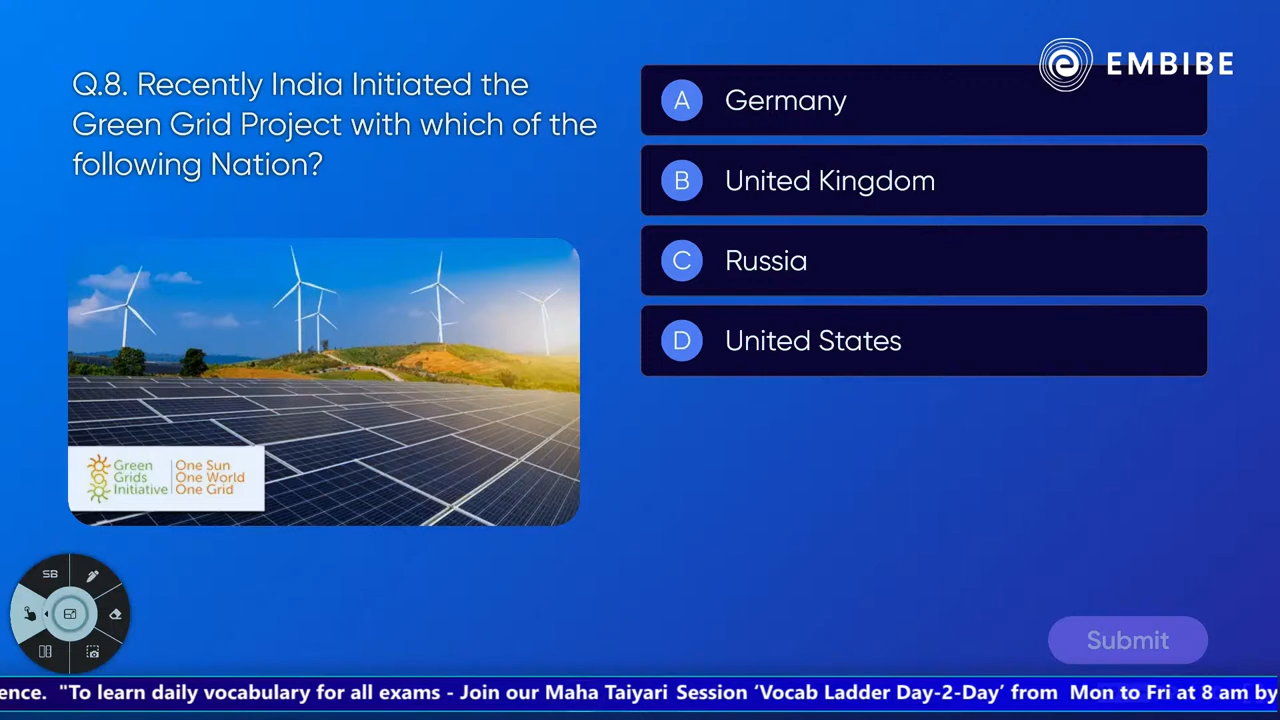 EMBIBE
Q.8. Recently India Initiated the
Green Grid Project with which of the
following Nation?
A Germany
B United Kingdom
C Russia
D United States
Green
Grids
Initiative
One Sun
One World
One Grid
SB
Submit
ence. "To learn daily vocabulary for all exams - Join our Maha Taiyari Session ‘Vocab Ladder Day-2-Day’ from Mon to Fri at 8 am by